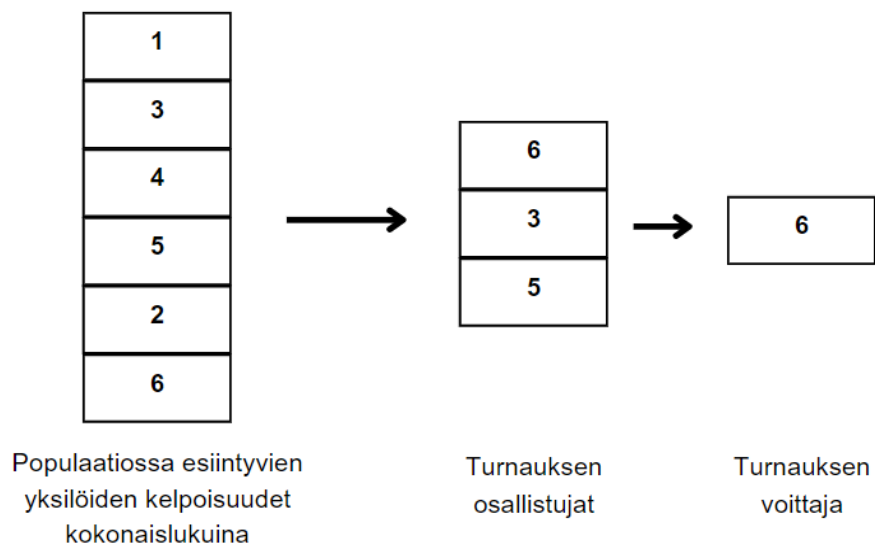 1
3
4
5
2
6
6
3
5
6
Populaatiossa esiintyvien
yksilöiden kelpoisuudet
kokonaislukuina
Turnauksen
osallistujat
Turnauksen
voittaja